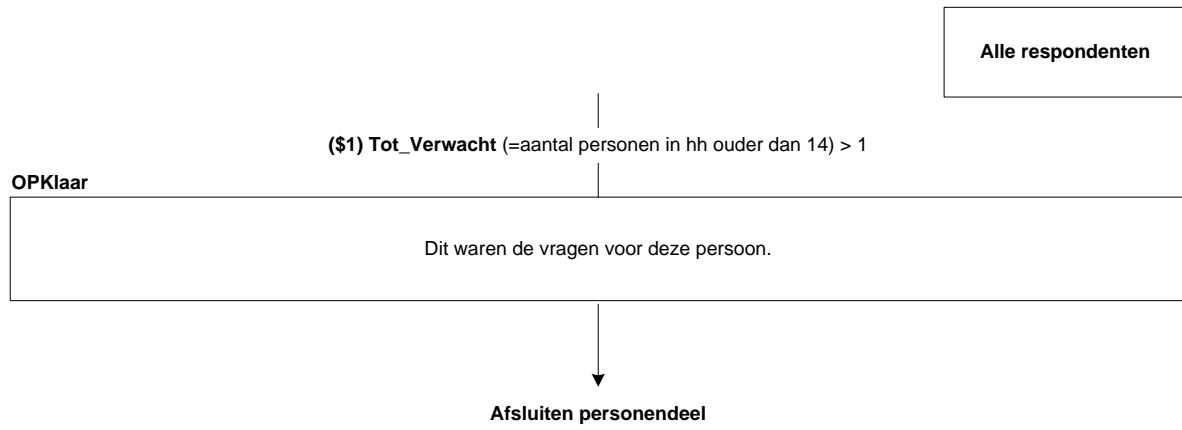 Alle respondenten
($1) Tot_Verwacht (=aantal personen in hh ouder dan 14) > 1
OPKlaar
Dit waren de vragen voor deze persoon.
Afsluiten personendeel